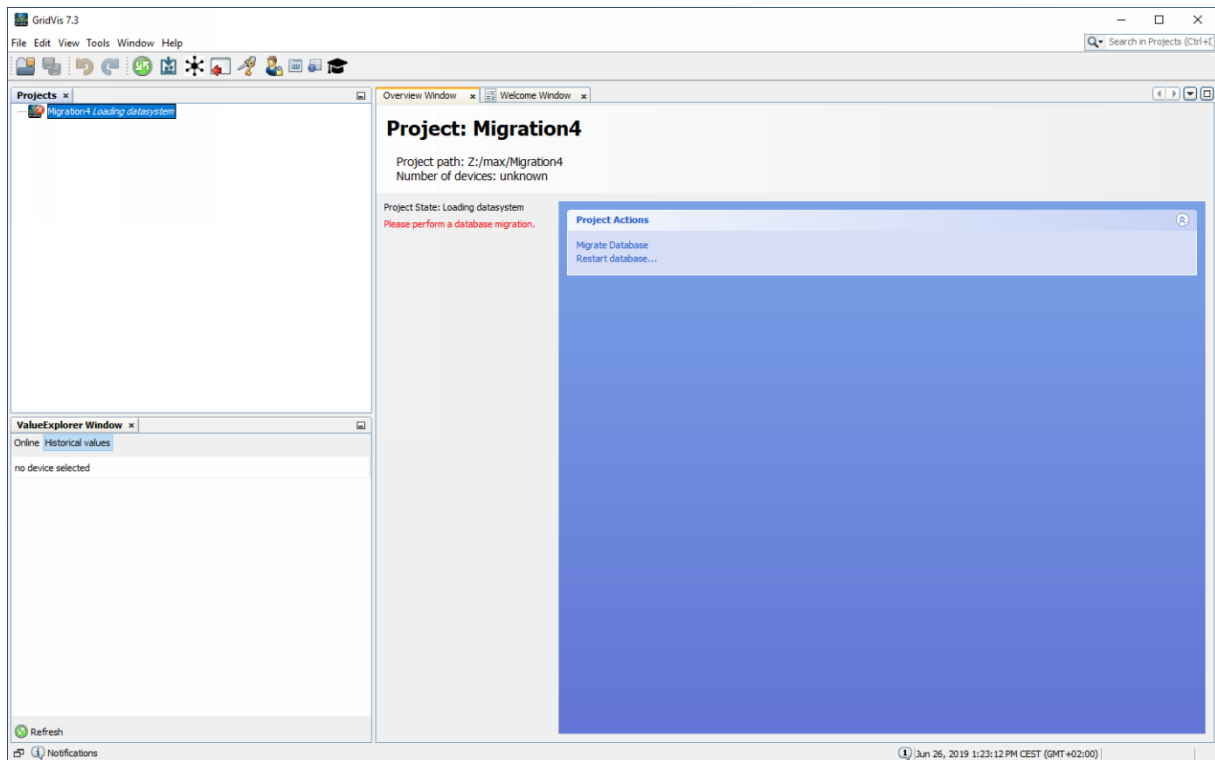 GridVis 7.3
File Edit View Tools Window Help
Search in Projects (Ctrl+I)
Projects
Migration4 Loading datasystem
Overview Window
Welcome Window
Project: Migration4
Project path: Z:/max/Migration4
Number of devices: unknown
Project State: Loading datasystem
Please perform a database migration.
Project Actions
Migrate Database
Restart database...
ValueExplorer Window
Online Historical values
no device selected
Refresh
Notifications
1 Jun 26, 2019 1:23:12 PM CEST (GMT+02:00)